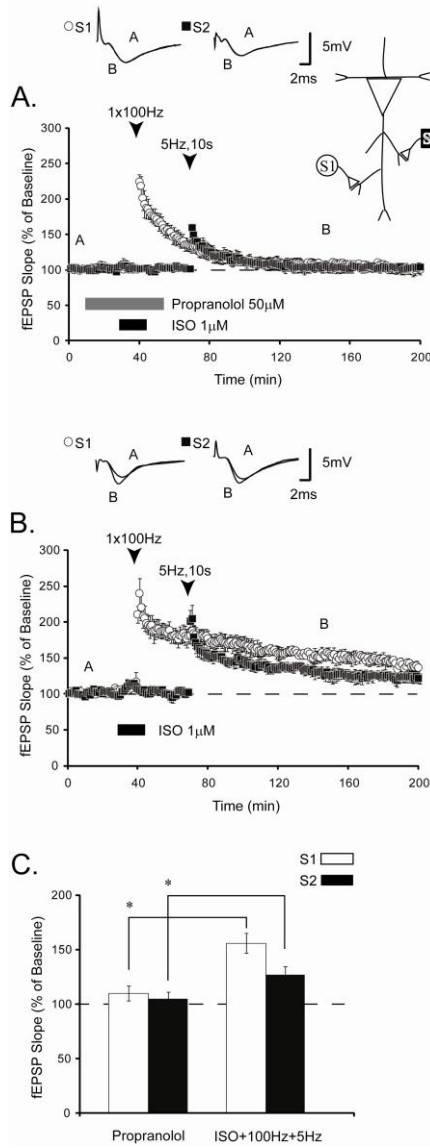 S1 A S2 A 5mV
B B 2ms
A.
1x100Hz
5Hz,10s
S1
S
300
250
200
150
100
50
0
fEPSP Slope (% of Baseline)
A
B
Propranolol 50μM
ISO 1μM
0 40 80 120 160 200
Time (min)
S1 A S2 A 5mV
B B 2ms
B.
1x100Hz
5Hz,10s
300
250
200
150
100
50
0
fEPSP Slope (% of Baseline)
A
B
ISO 1μM
0 40 80 120 160 200
Time (min)
C.
S1
S2
200
150
100
50
0
fEPSP Slope (% of Baseline)
* *
Propranolol ISO+100Hz+5Hz